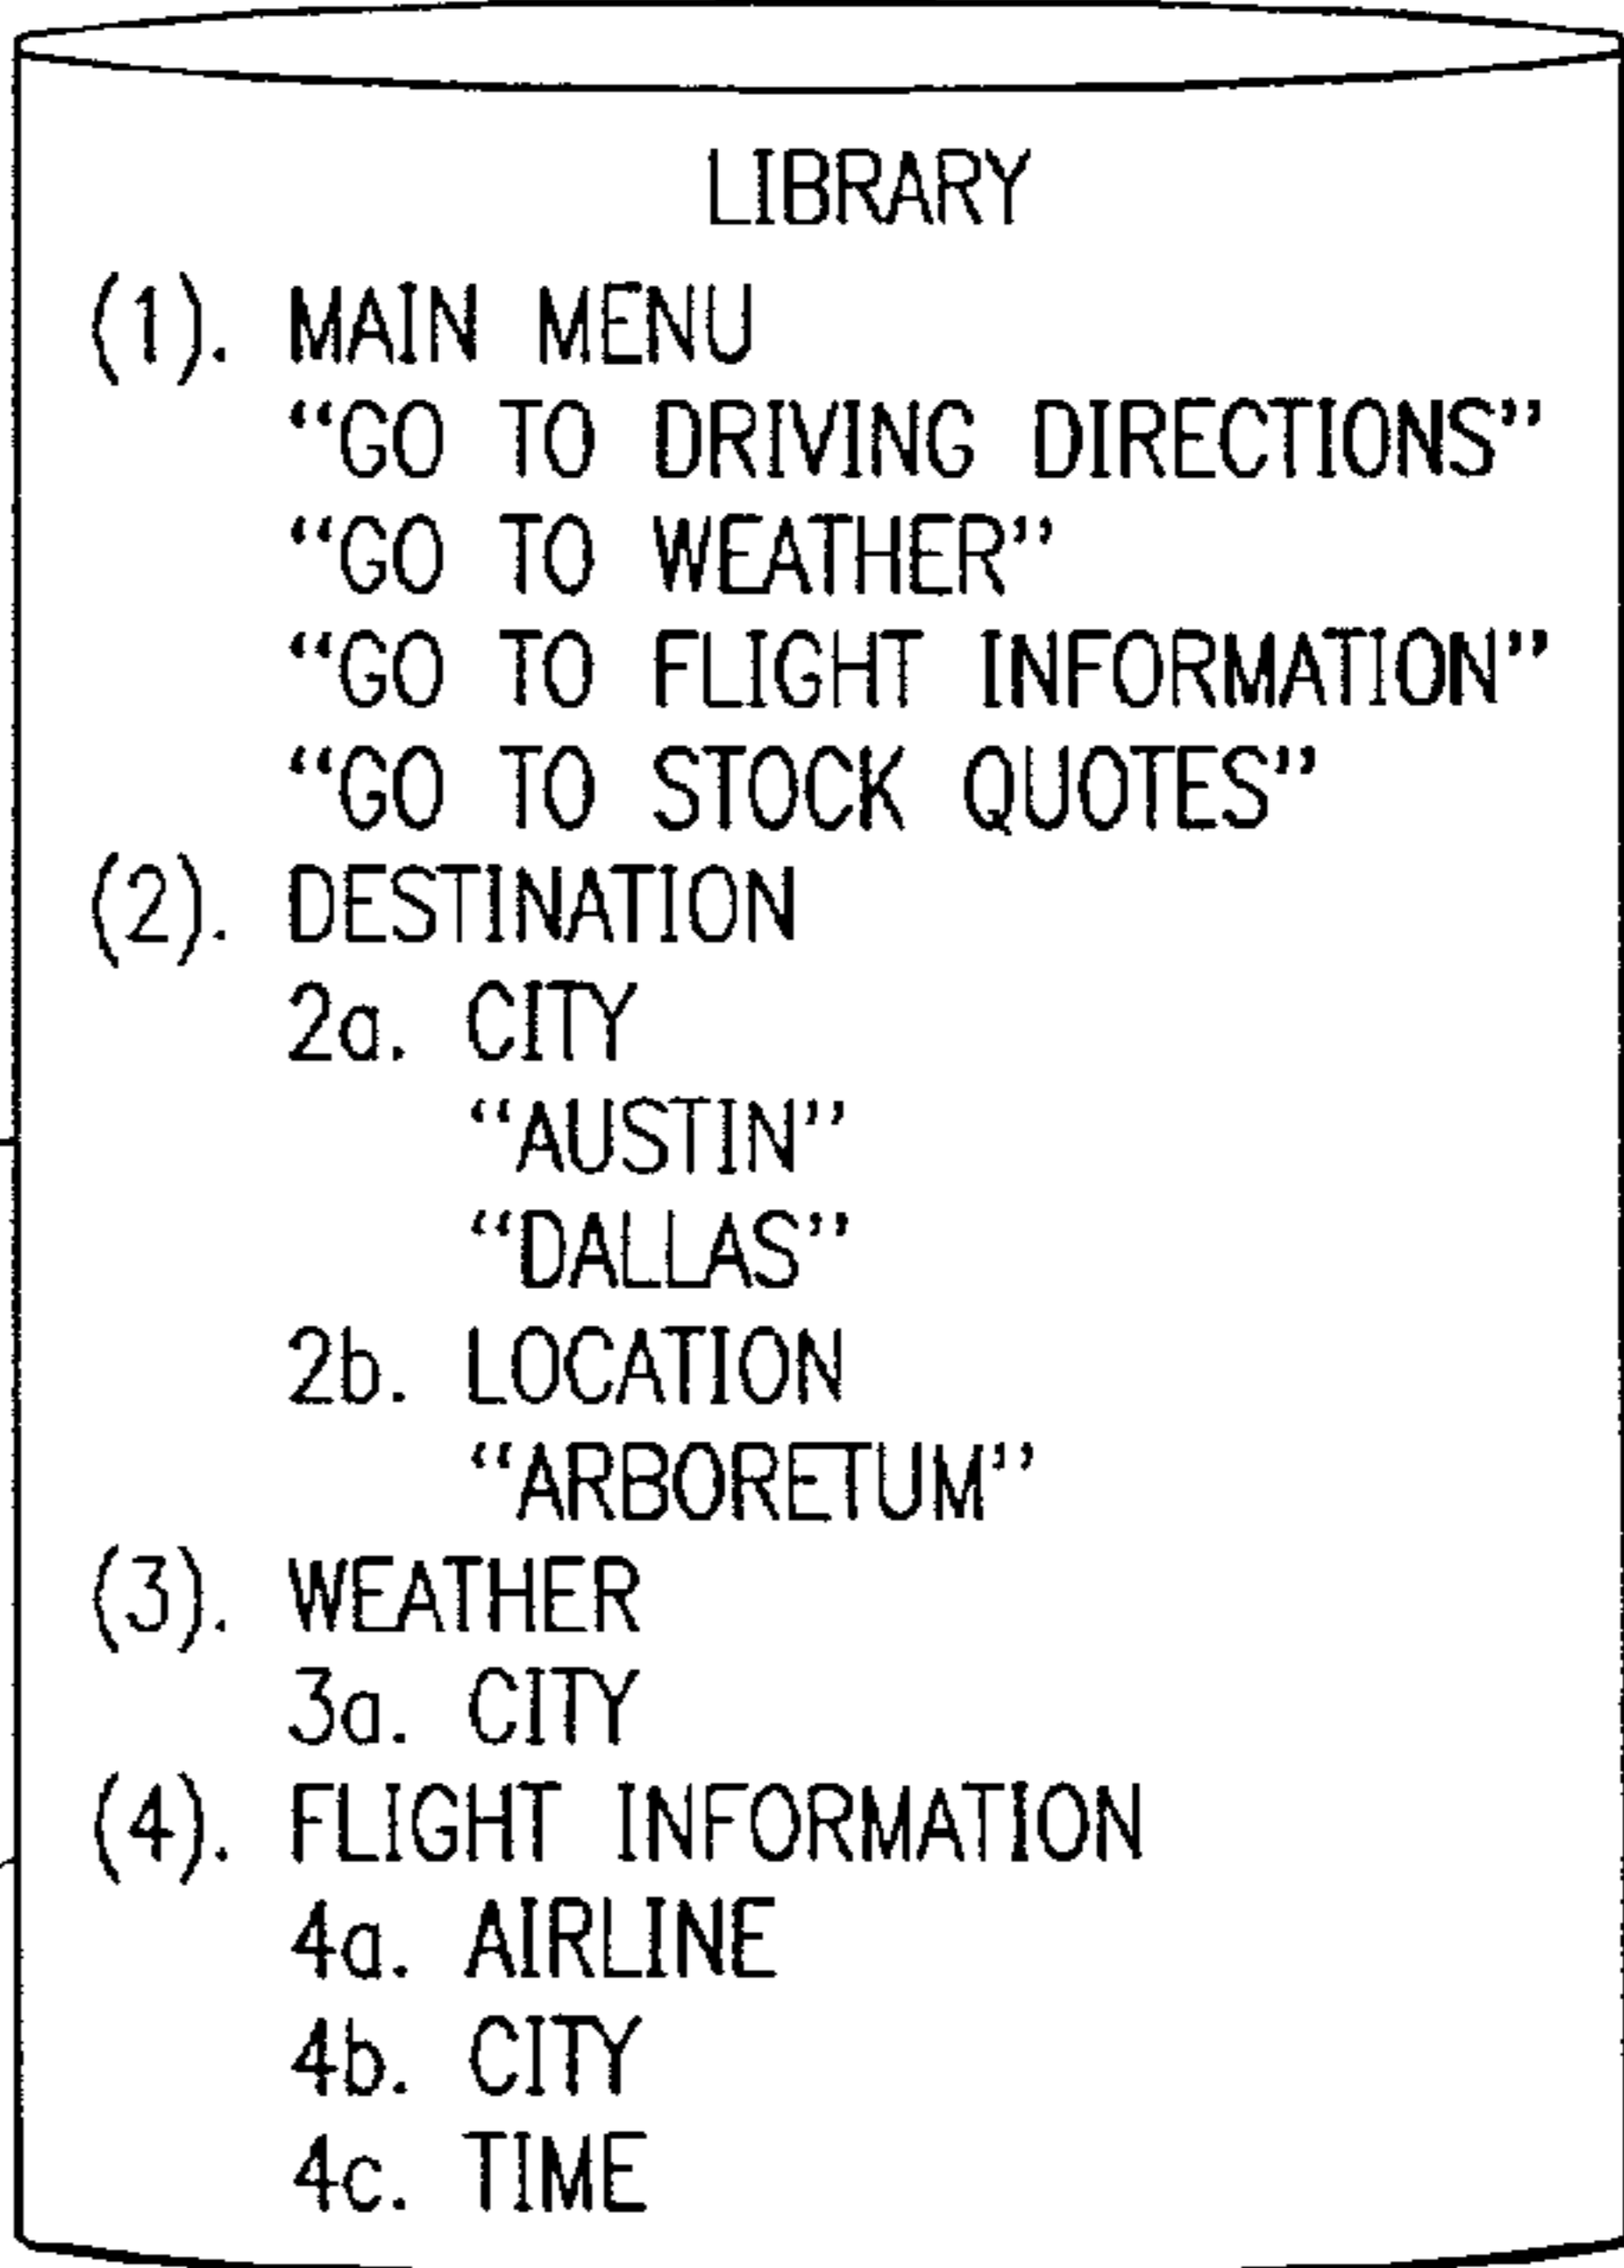 LIBRARY
(1). MAIN MENU
“GO TO DRIVING DIRECTIONS”
“GO TO WEATHER”
“GO TO FLIGHT INFORMATION”
“GO TO STOCK QUOTES”
(2). DESTINATION
2a. CITY
“AUSTIN”
“DALLAS”
2b. LOCATION
“ARBORETUM”
(3). WEATHER
3a. CITY
(4). FLIGHT INFORMATION
4a. AIRLINE
4b. CITY
4c. TIME